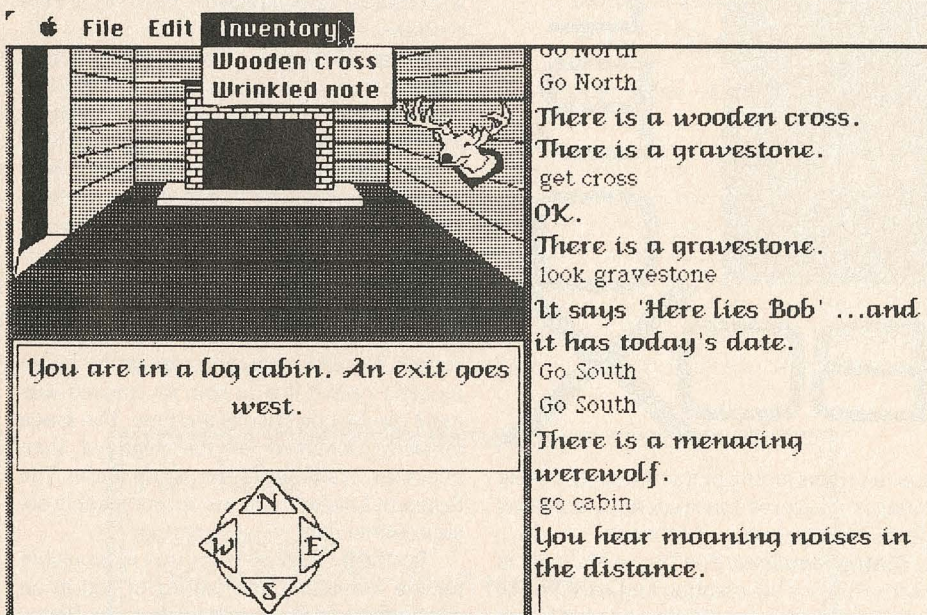 File Edit Inventory
Wooden cross
Wrinkled note
You are in a log cabin. An exit goes
west.
N
W E
S
Go North
Go North
There is a wooden cross.
There is a gravestone.
get cross
OK.
There is a gravestone.
look gravestone
It says 'Here lies Bob' ...and
it has today's date.
Go South
Go South
There is a menacing
werewolf.
go cabin
You hear moaning noises in
the distance.